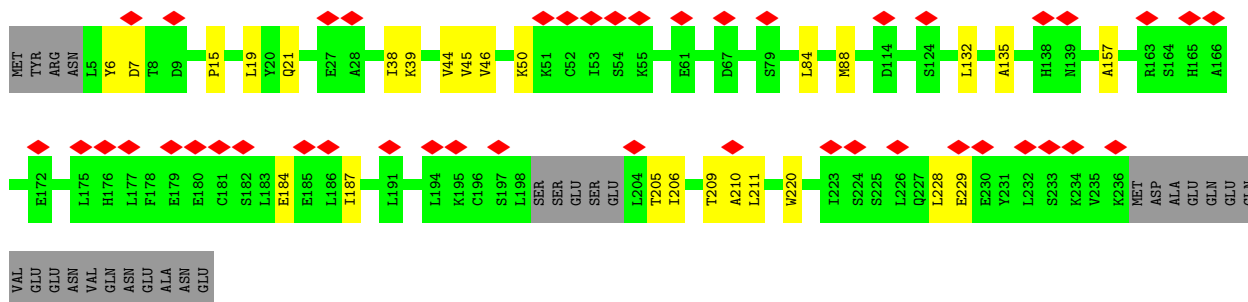 MET TYR ARG ASN L5 Y6 D7 T8 D9 P15 L19 Y20 Q21 E27 A28 I38 K39 V44 V45 V46 K50 K51 C52 I53 S54 K55 E61 D67 S79 L84 M88 D114 S124 L132 A135 H138 N139 A157 R163 S164 H165 A166
E172 L175 H176 L177 F178 E179 E180 C181 S182 L183 E184 E185 L186 I187 L191 L194 K195 C196 S197 L198 SER SER GLU SER GLU L204 T205 I206 T209 A210 L211 W220 I223 S224 S225 L226 Q227 L228 E229 E230 Y231 L232 S233 K234 V235 K236 MET ASP ALA GLU GLN GLU GLN
VAL GLU GLU ASN VAL GLN ASN GLU ALA ASN GLU